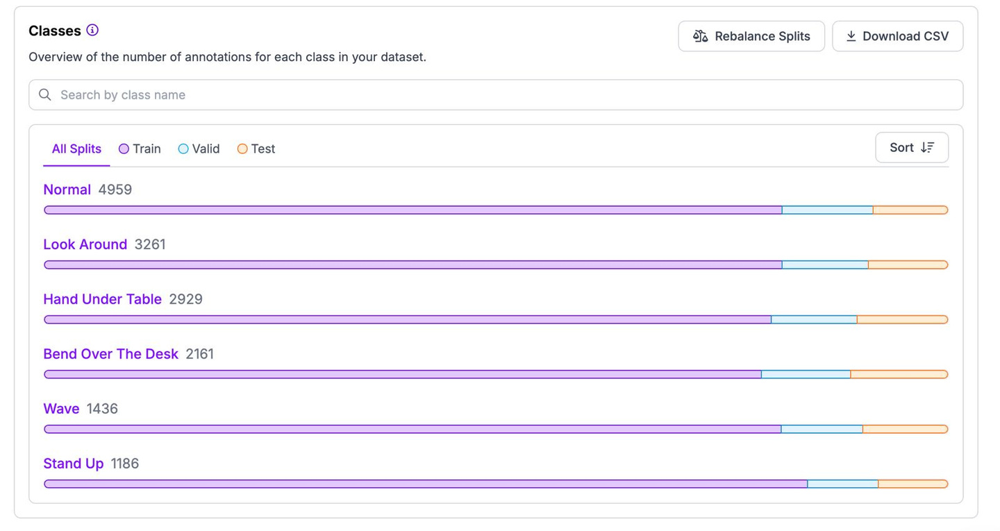 Classes
Rebalance Splits
Download CSV
Overview of the number of annotations for each class in your dataset.
Search by class name
All Splits Train Valid Test
Sort
Normal 4959
Look Around 3261
Hand Under Table 2929
Bend Over The Desk 2161
Wave 1436
Stand Up 1186